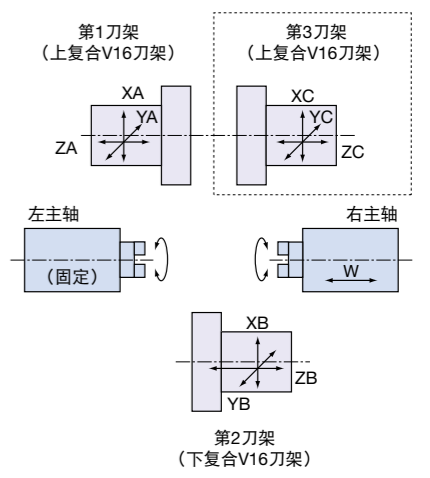 第1刀架
(上复合V16刀架)
第3刀架
(上复合V16刀架)
XA
YA
ZA
XC
YC
ZC
左主轴
右主轴
(固定)
W
XB
ZB
YB
第2刀架
(下复合V16刀架)